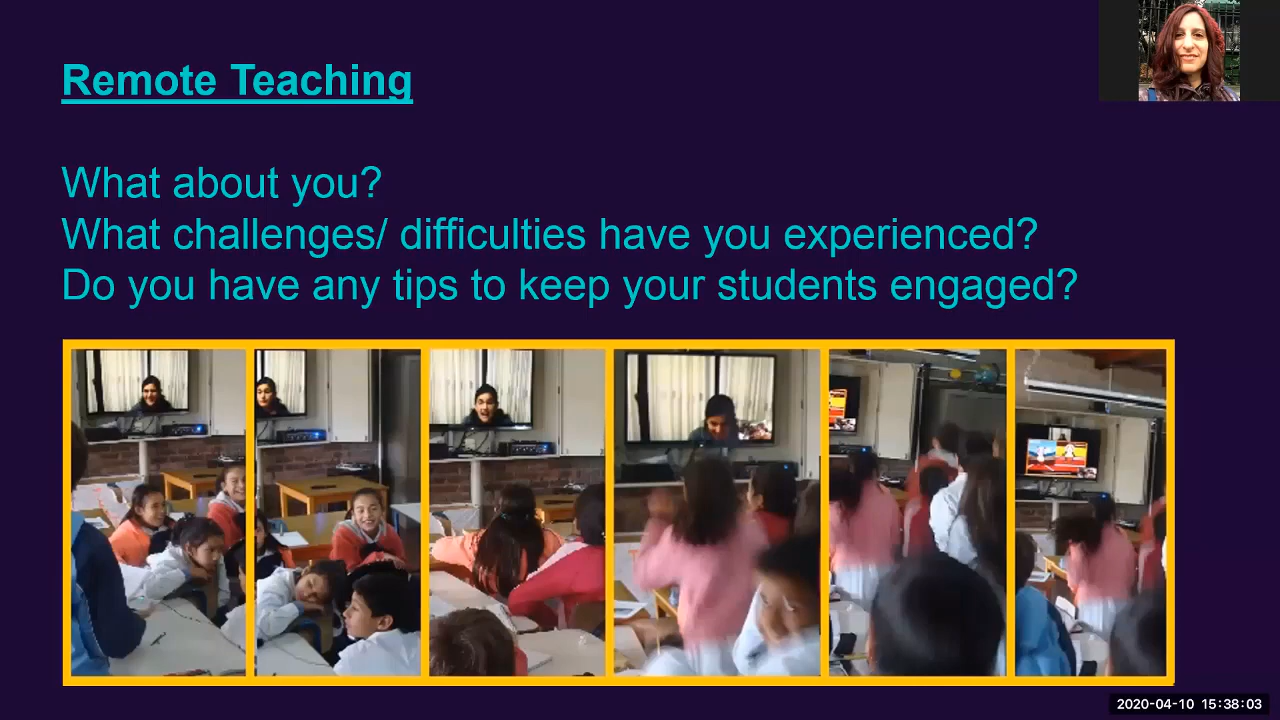 Remote Teaching
What about you?
What challenges/ difficulties have you experienced?
Do you have any tips to keep your students engaged?
2020-04-10 15:38:03